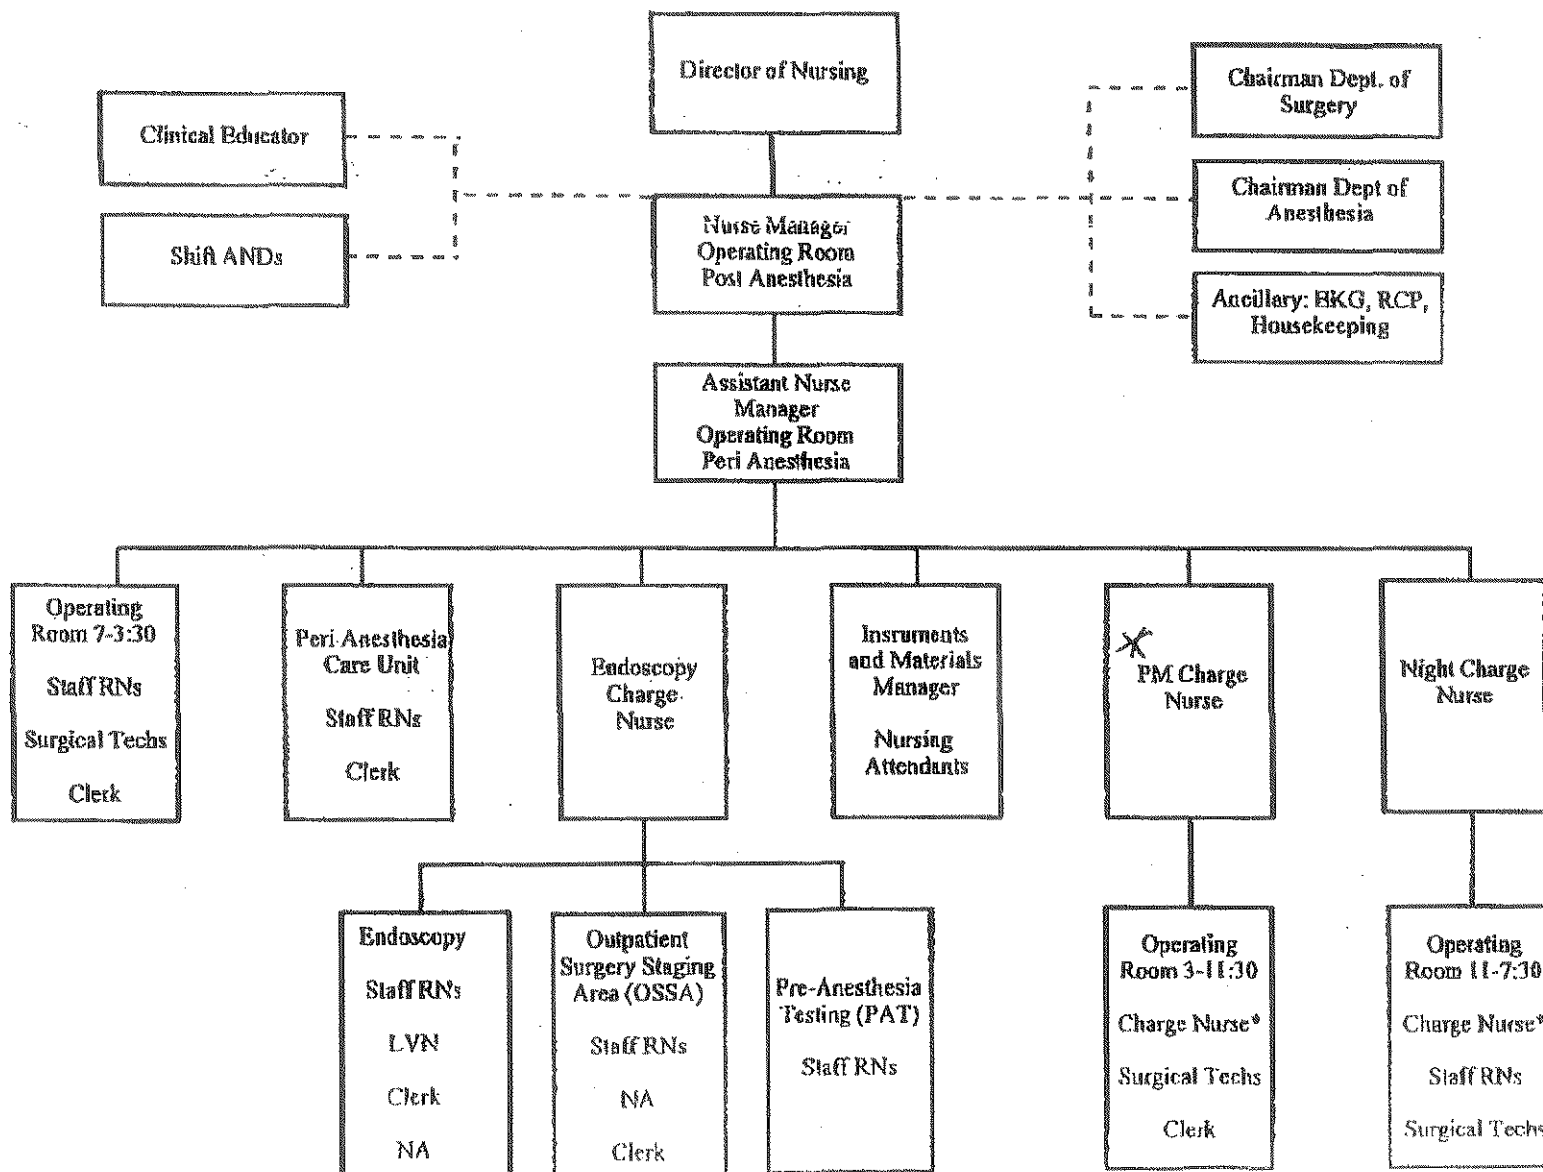 Director of Nursing
Clinical Educator
Shift ANDs
Chairman Dept. of
Surgery
Chairman Dept of
Anesthesia
Ancillary: EKG, RCP,
Housekeeping
Nurse Manager
Operating Room
Post Anesthesia
Assistant Nurse
Manager
Operating Room
Peri Anesthesia
Operating
Room 7-3:30
Staff RNs
Surgical Techs
Clerk
Peri-Anesthesia
Care Unit
Staff RNs
Clerk
Endoscopy
Charge
Nurse
Insruments
and Materials
Manager
Nursing
Attendants
PM Charge
Nurse
Night Charge
Nurse
Endoscopy
Staff RNs
LVN
Clerk
NA
Outpatient
Surgery Staging
Area (OSSA)
Staff RNs
NA
Clerk
Pre-Anesthesia
Testing (PAT)
Staff RNs
Operating
Room 3-11:30
Charge Nurse*
Surgical Techs
Clerk
Operating
Room 11-7:30
Charge Nurse*
Staff RNs
Surgical Techs